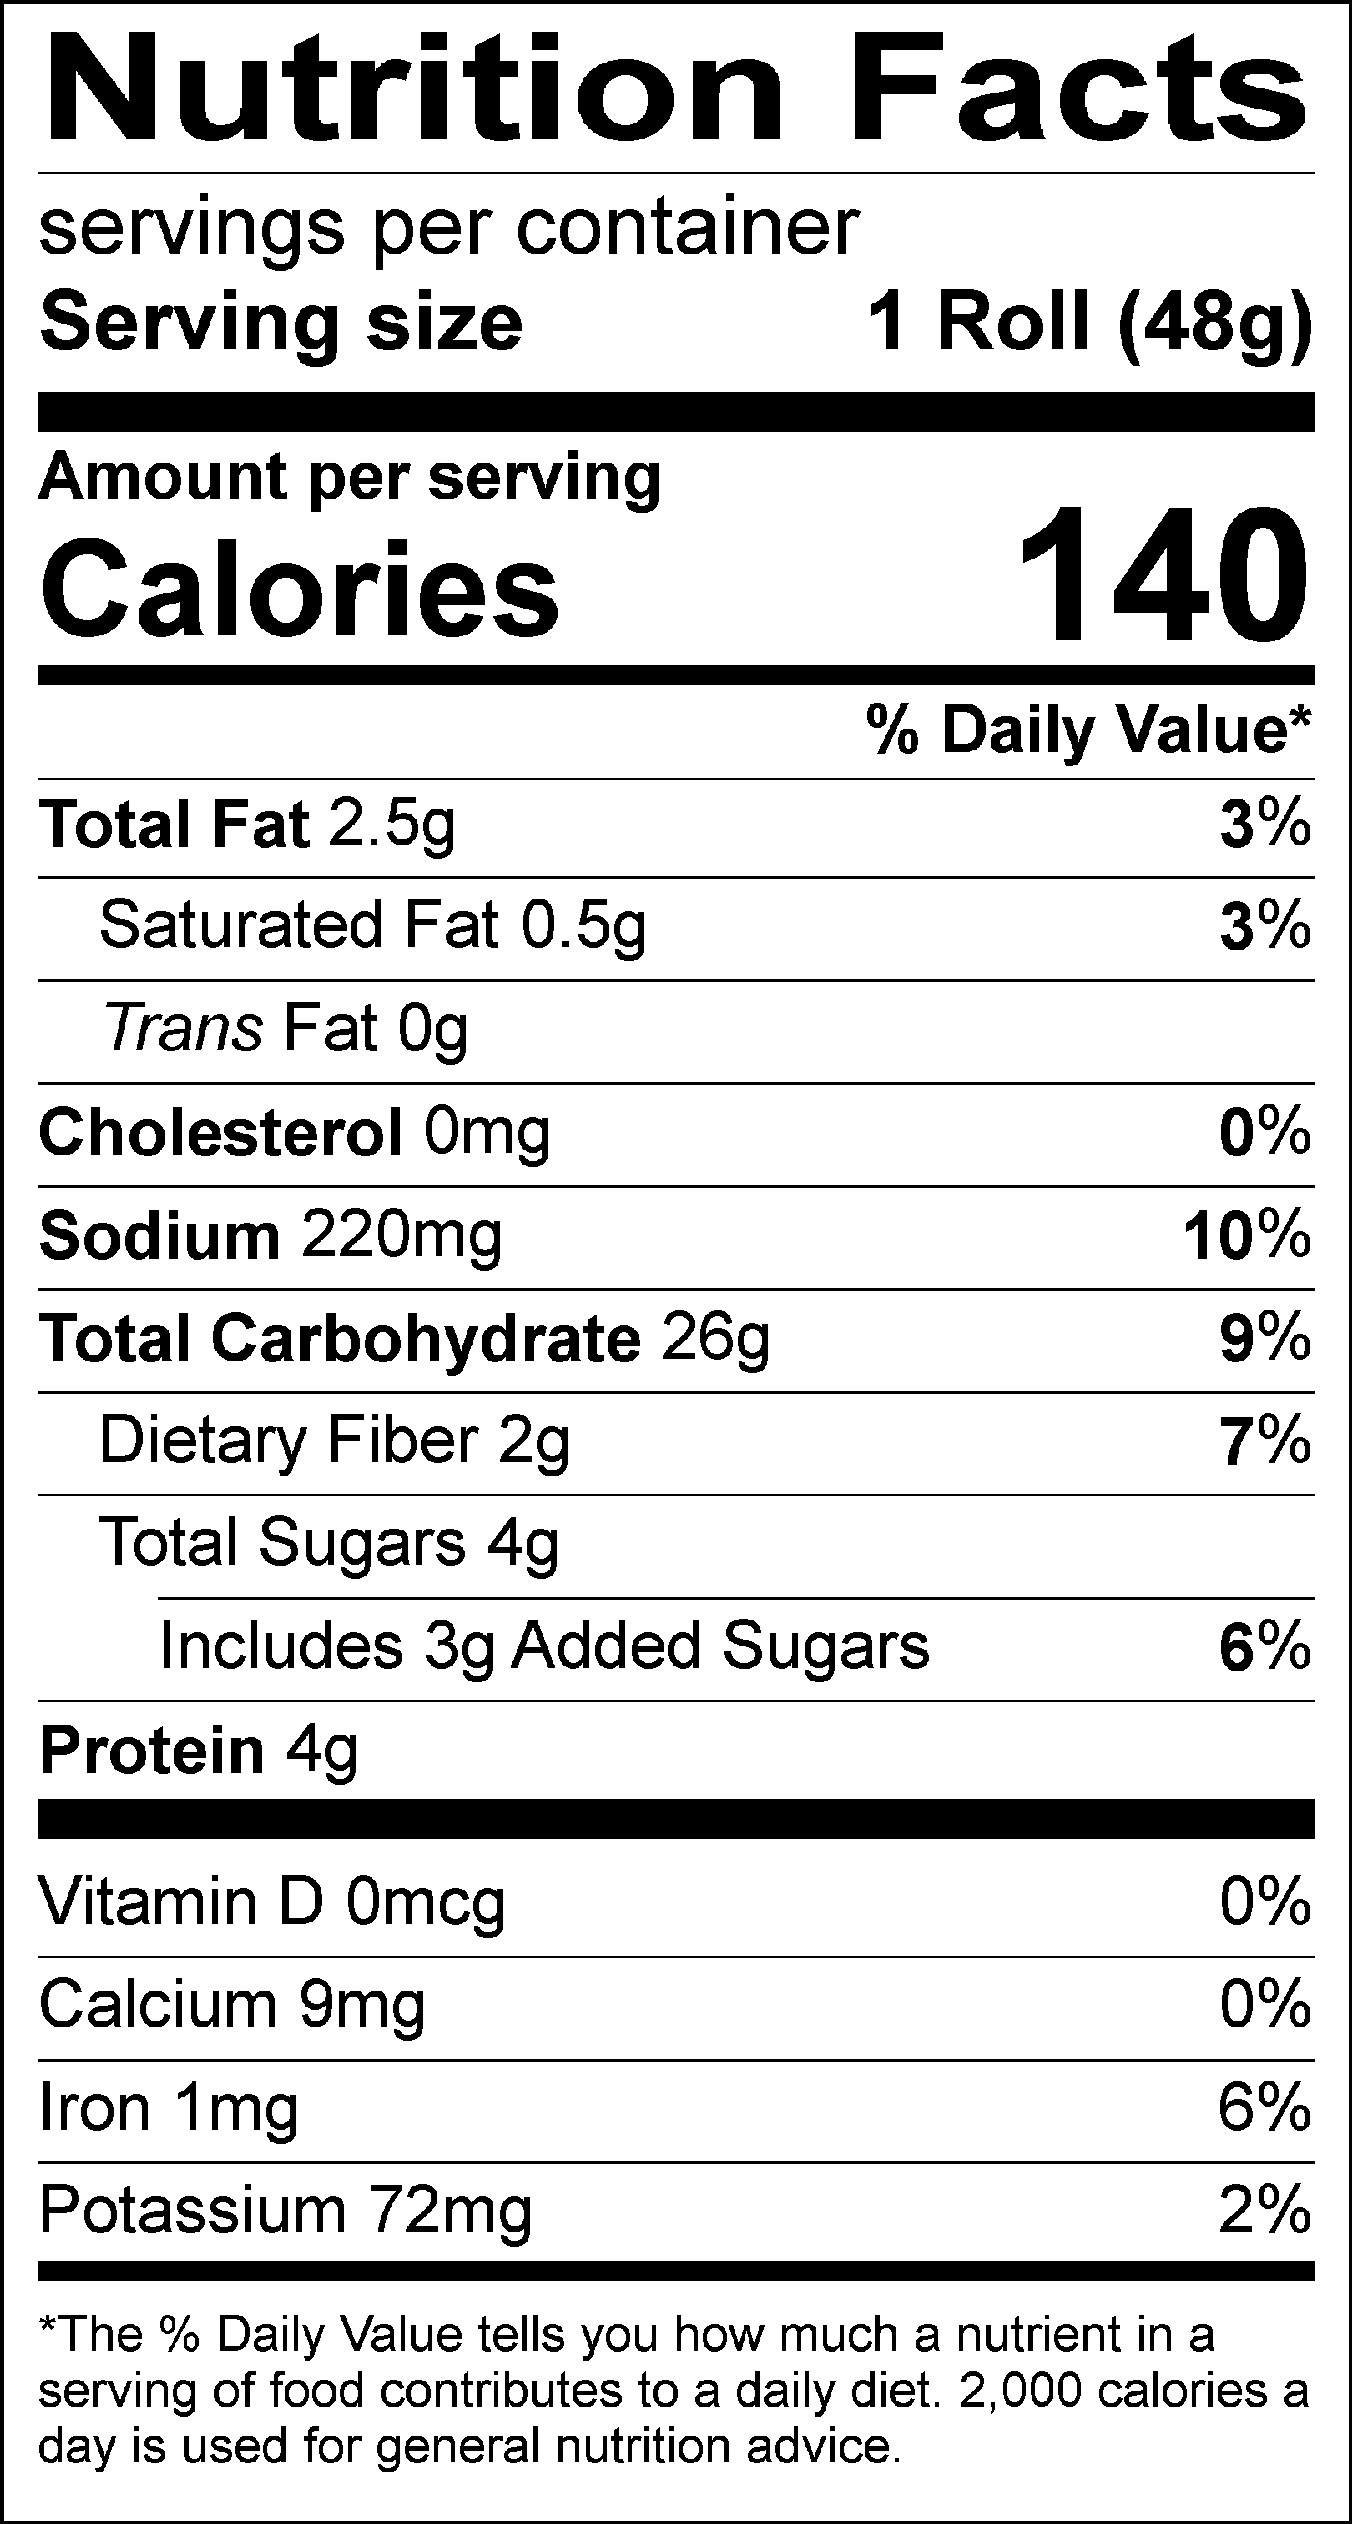 Nutrition Facts
servings per container
Serving size 1 Roll (48g)
Amount per serving
Calories 140
% Daily Value*
Total Fat 2.5g 3%
Saturated Fat 0.5g 3%
Trans Fat 0g
Cholesterol 0mg 0%
Sodium 220mg 10%
Total Carbohydrate 26g 9%
Dietary Fiber 2g 7%
Total Sugars 4g
Includes 3g Added Sugars 6%
Protein 4g
Vitamin D 0mcg 0%
Calcium 9mg 0%
Iron 1mg 6%
Potassium 72mg 2%
*The % Daily Value tells you how much a nutrient in a
serving of food contributes to a daily diet. 2,000 calories a
day is used for general nutrition advice.